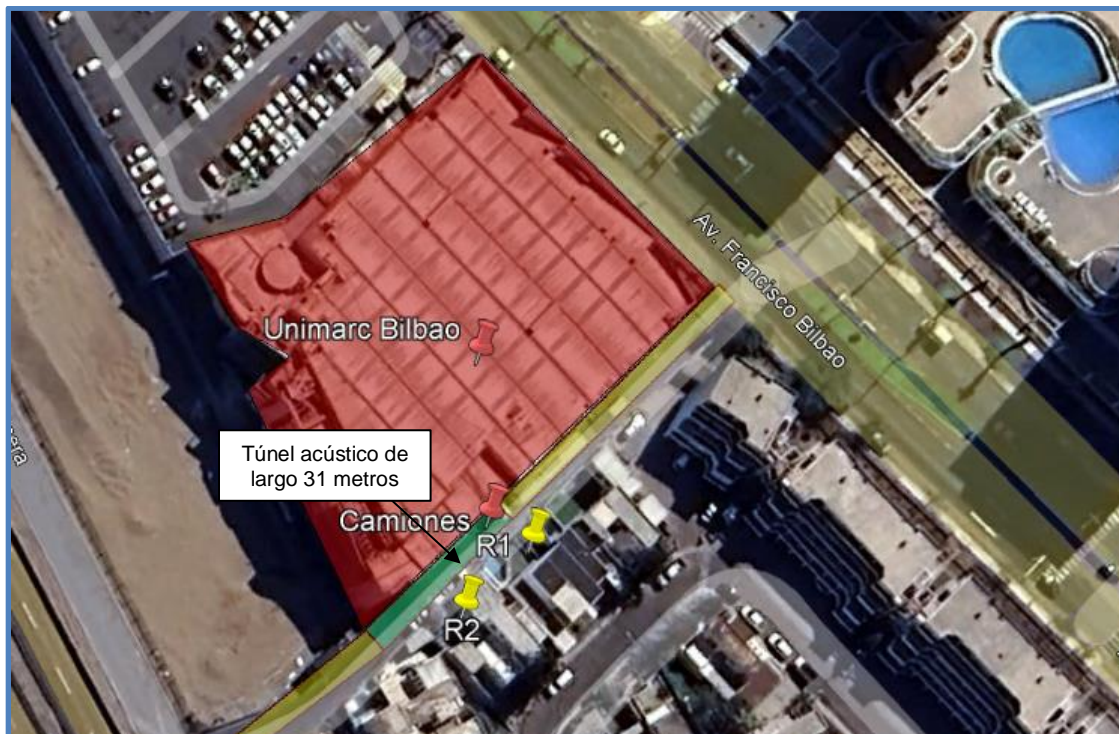 Av. Francisco Bilbao
Unimarc Bilbao
Túnel acústico de
largo 31 metros
Camiones
R1
R2